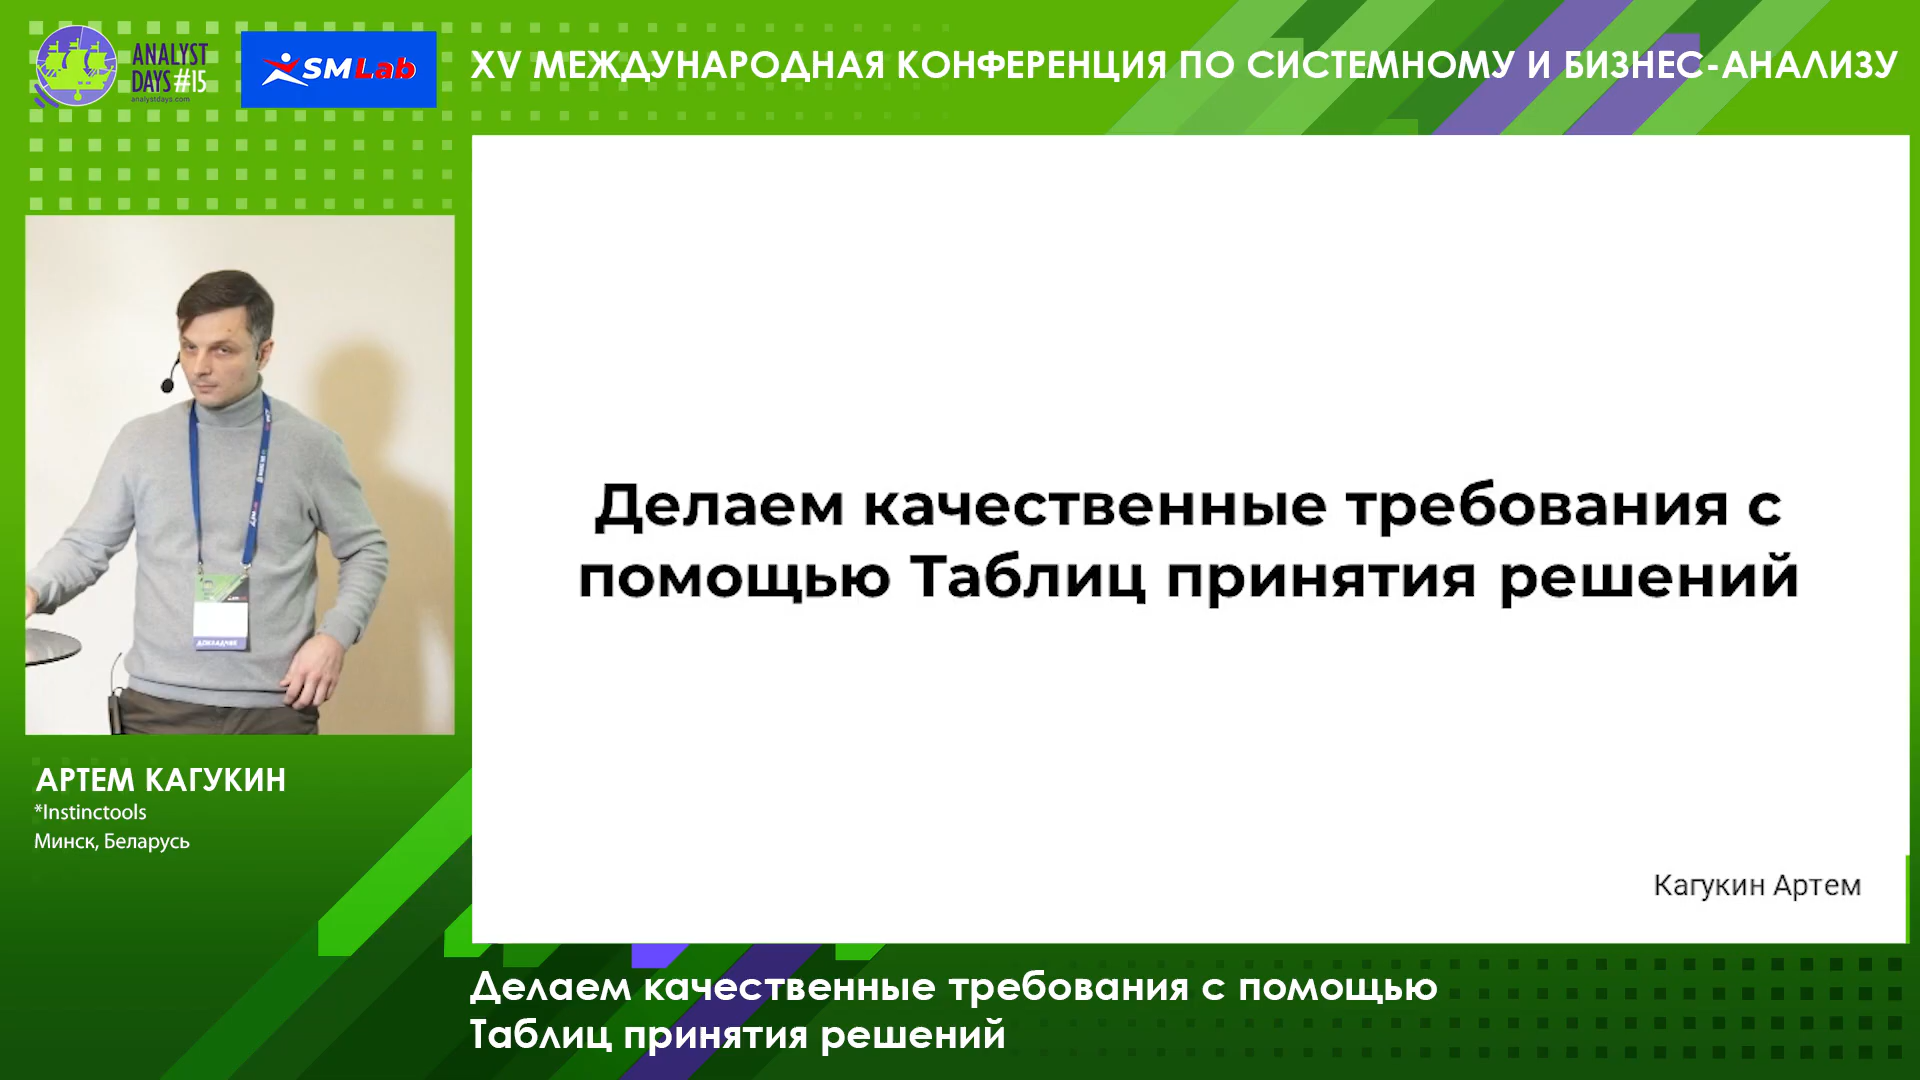 ANALYST
DAYS#15
analystdays.com
SMLab
XV МЕЖДУНАРОДНАЯ КОНФЕРЕНЦИЯ ПО СИСТЕМНОМУ И БИЗНЕС-АНАЛИЗУ
Делаем качественные требования с
помощью Таблиц принятия решений
Кагукин Артем
ДОКЛАДЧИК
АРТЕМ КАГУКИН
*Instinctools
Минск, Беларусь
Делаем качественные требования с помощью
Таблиц принятия решений